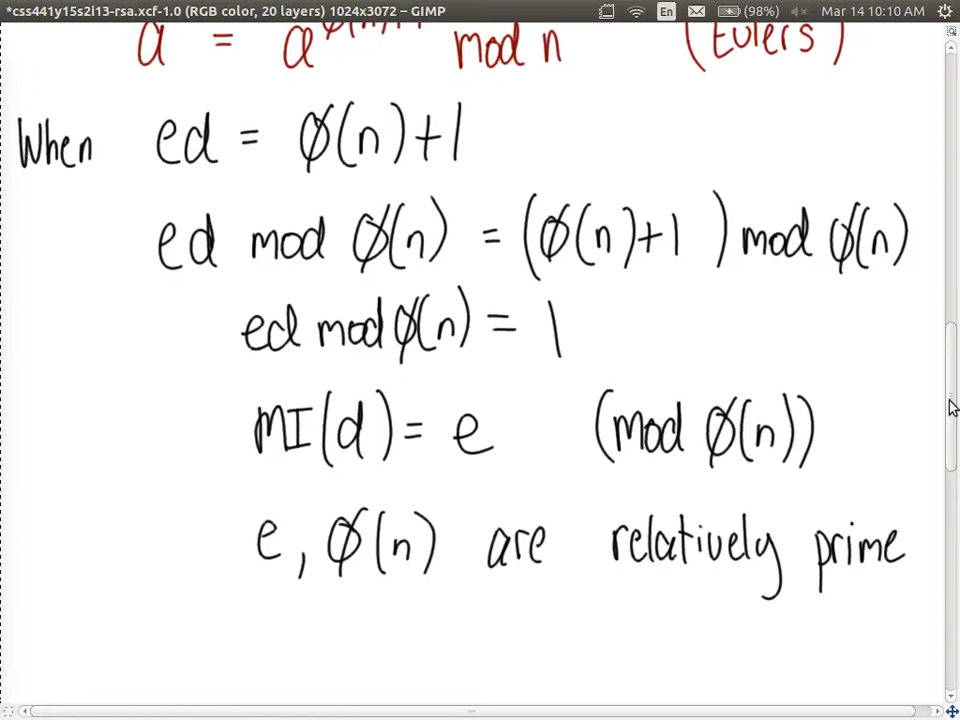 *css441y15s2i13-rsa.xcf-1.0 (RGB color, 20 layers) 1024x3072 – GIMP En (98%) Mar 14 10:10 AM
a = a^ϕ(n)+1 mod n (Eulers)
When ed = ϕ(n)+1
ed mod ϕ(n) = (ϕ(n)+1 ) mod ϕ(n)
ed mod ϕ(n) = 1
MI(d) = e (mod ϕ(n))
e, ϕ(n) are relatively prime